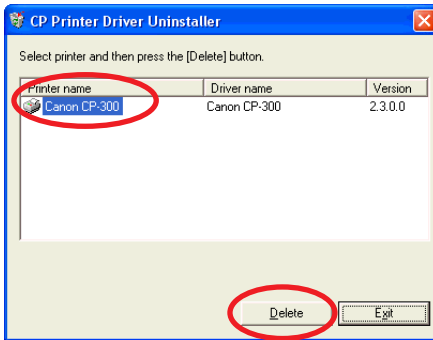 CP Printer Driver Uninstaller
Select printer and then press the [Delete] button.
Printer name Driver name Version
Canon CP-300 Canon CP-300 2.3.0.0
Delete Exit